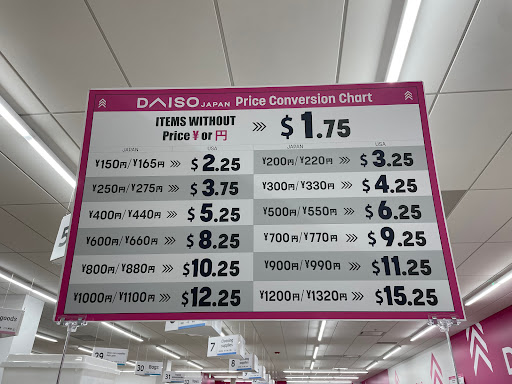 DAISO JAPAN Price Conversion Chart
ITEMS WITHOUT
Price ¥ or 円 >>> $1.75
JAPAN USA JAPAN USA
¥150円/¥165円 >>> $2.25 ¥200円/¥220円 >>> $3.25
¥250円/¥275円 >>> $3.75 ¥300円/¥330円 >>> $4.25
¥400円/¥440円 >>> $5.25 ¥500円/¥550円 >>> $6.25
¥600円/¥660円 >>> $8.25 ¥700円/¥770円 >>> $9.25
¥800円/¥880円 >>> $10.25 ¥900円/¥990円 >>> $11.25
¥1000円/¥1100円 >>> $12.25 ¥1200円/¥1320円 >>> $15.25
5
goods
7
8
29
30
31